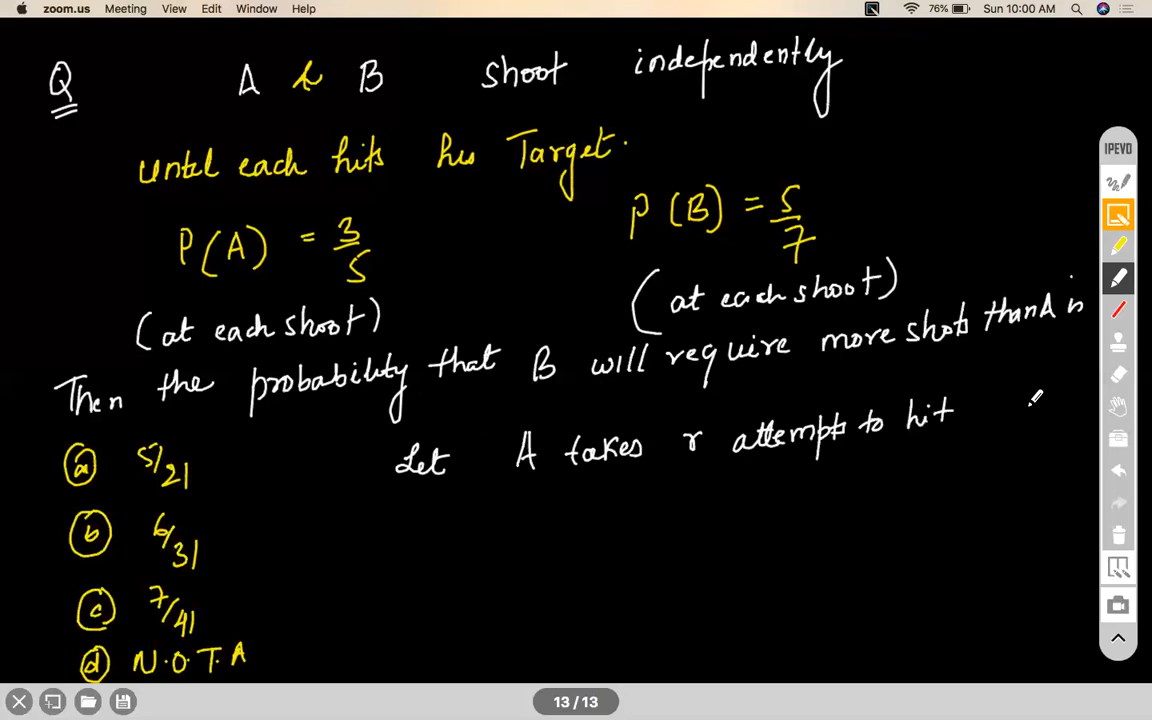 zoom.us Meeting View Edit Window Help 76% Sun 10:00 AM
Q A & B shoot independently
until each hits his Target.
P(A) = 3/5 P(B) = 5/7
(at each shoot) (at each shoot)
Then the probability that B will require more shots than A is
Let A takes r attempts to hit
(a) 5/21
(b) 6/31
(c) 7/41
(d) N.O.T.A
IPEVO
13/13